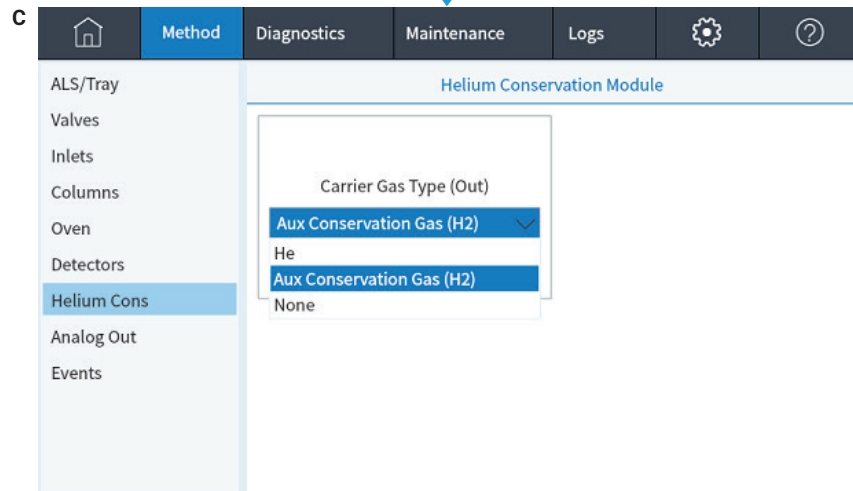 C
Method Diagnostics Maintenance Logs
ALS/Tray
Valves
Inlets
Columns
Oven
Detectors
Helium Cons
Analog Out
Events
Helium Conservation Module
Carrier Gas Type (Out)
Aux Conservation Gas (H2)
He
Aux Conservation Gas (H2)
None